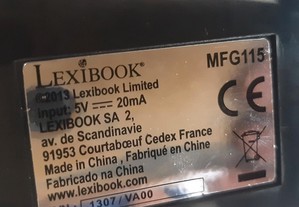 LEXIBOOK® MFG115
©2013 Lexibook Limited
Input: 5V ⎓ 20mA
LEXIBOOK SA 2,
av. de Scandinavie
91953 Courtabœuf Cedex France
Made in China , Fabriqué en Chine
Fabricado na China
www.lexibook.com
1307/VA00